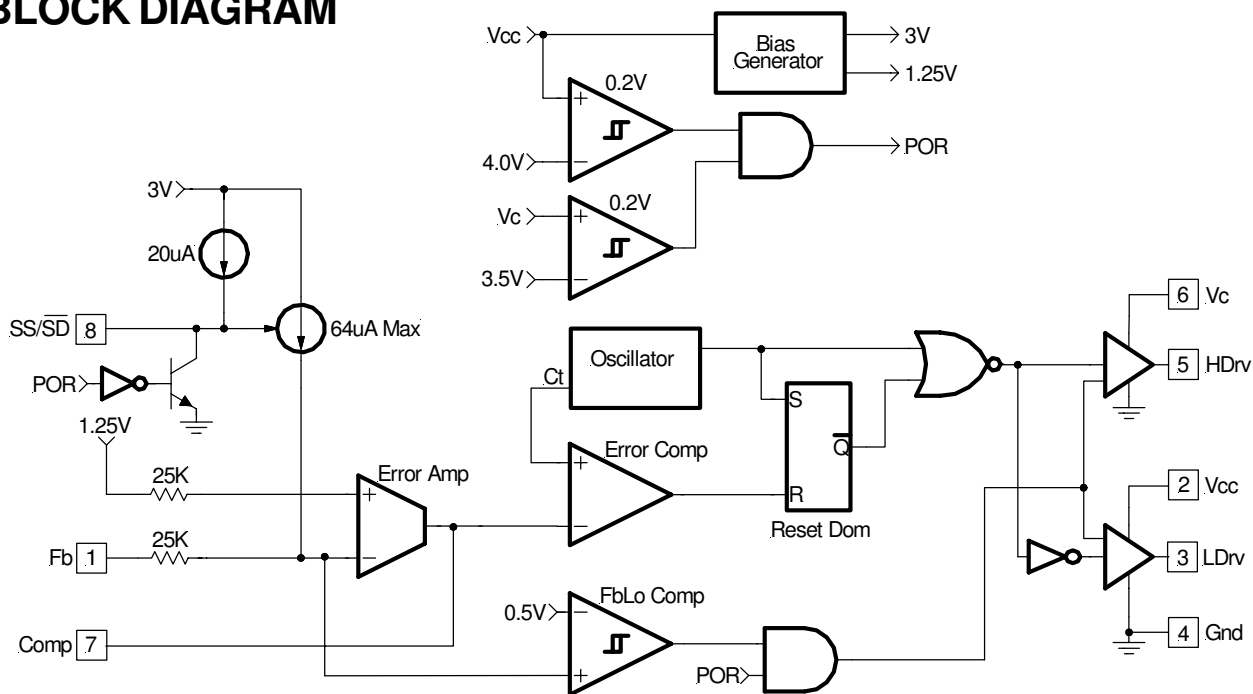 BLOCK DIAGRAM
Vcc
Bias
Generator
3V
1.25V
0.2V
+
4.0V
−
POR
3V
0.2V
Vc
+
20uA
3.5V
−
SS/S̅D̅ 8
64uA Max
6 Vc
Oscillator
5 HDrv
POR
Ct
S
1.25V
Error Comp
Q̅
25K
Error Amp
+
+
R
2 Vcc
−
Reset Dom
25K
Fb 1
−
3 LDrv
FbLo Comp
0.5V
−
4 Gnd
Comp 7
+
POR